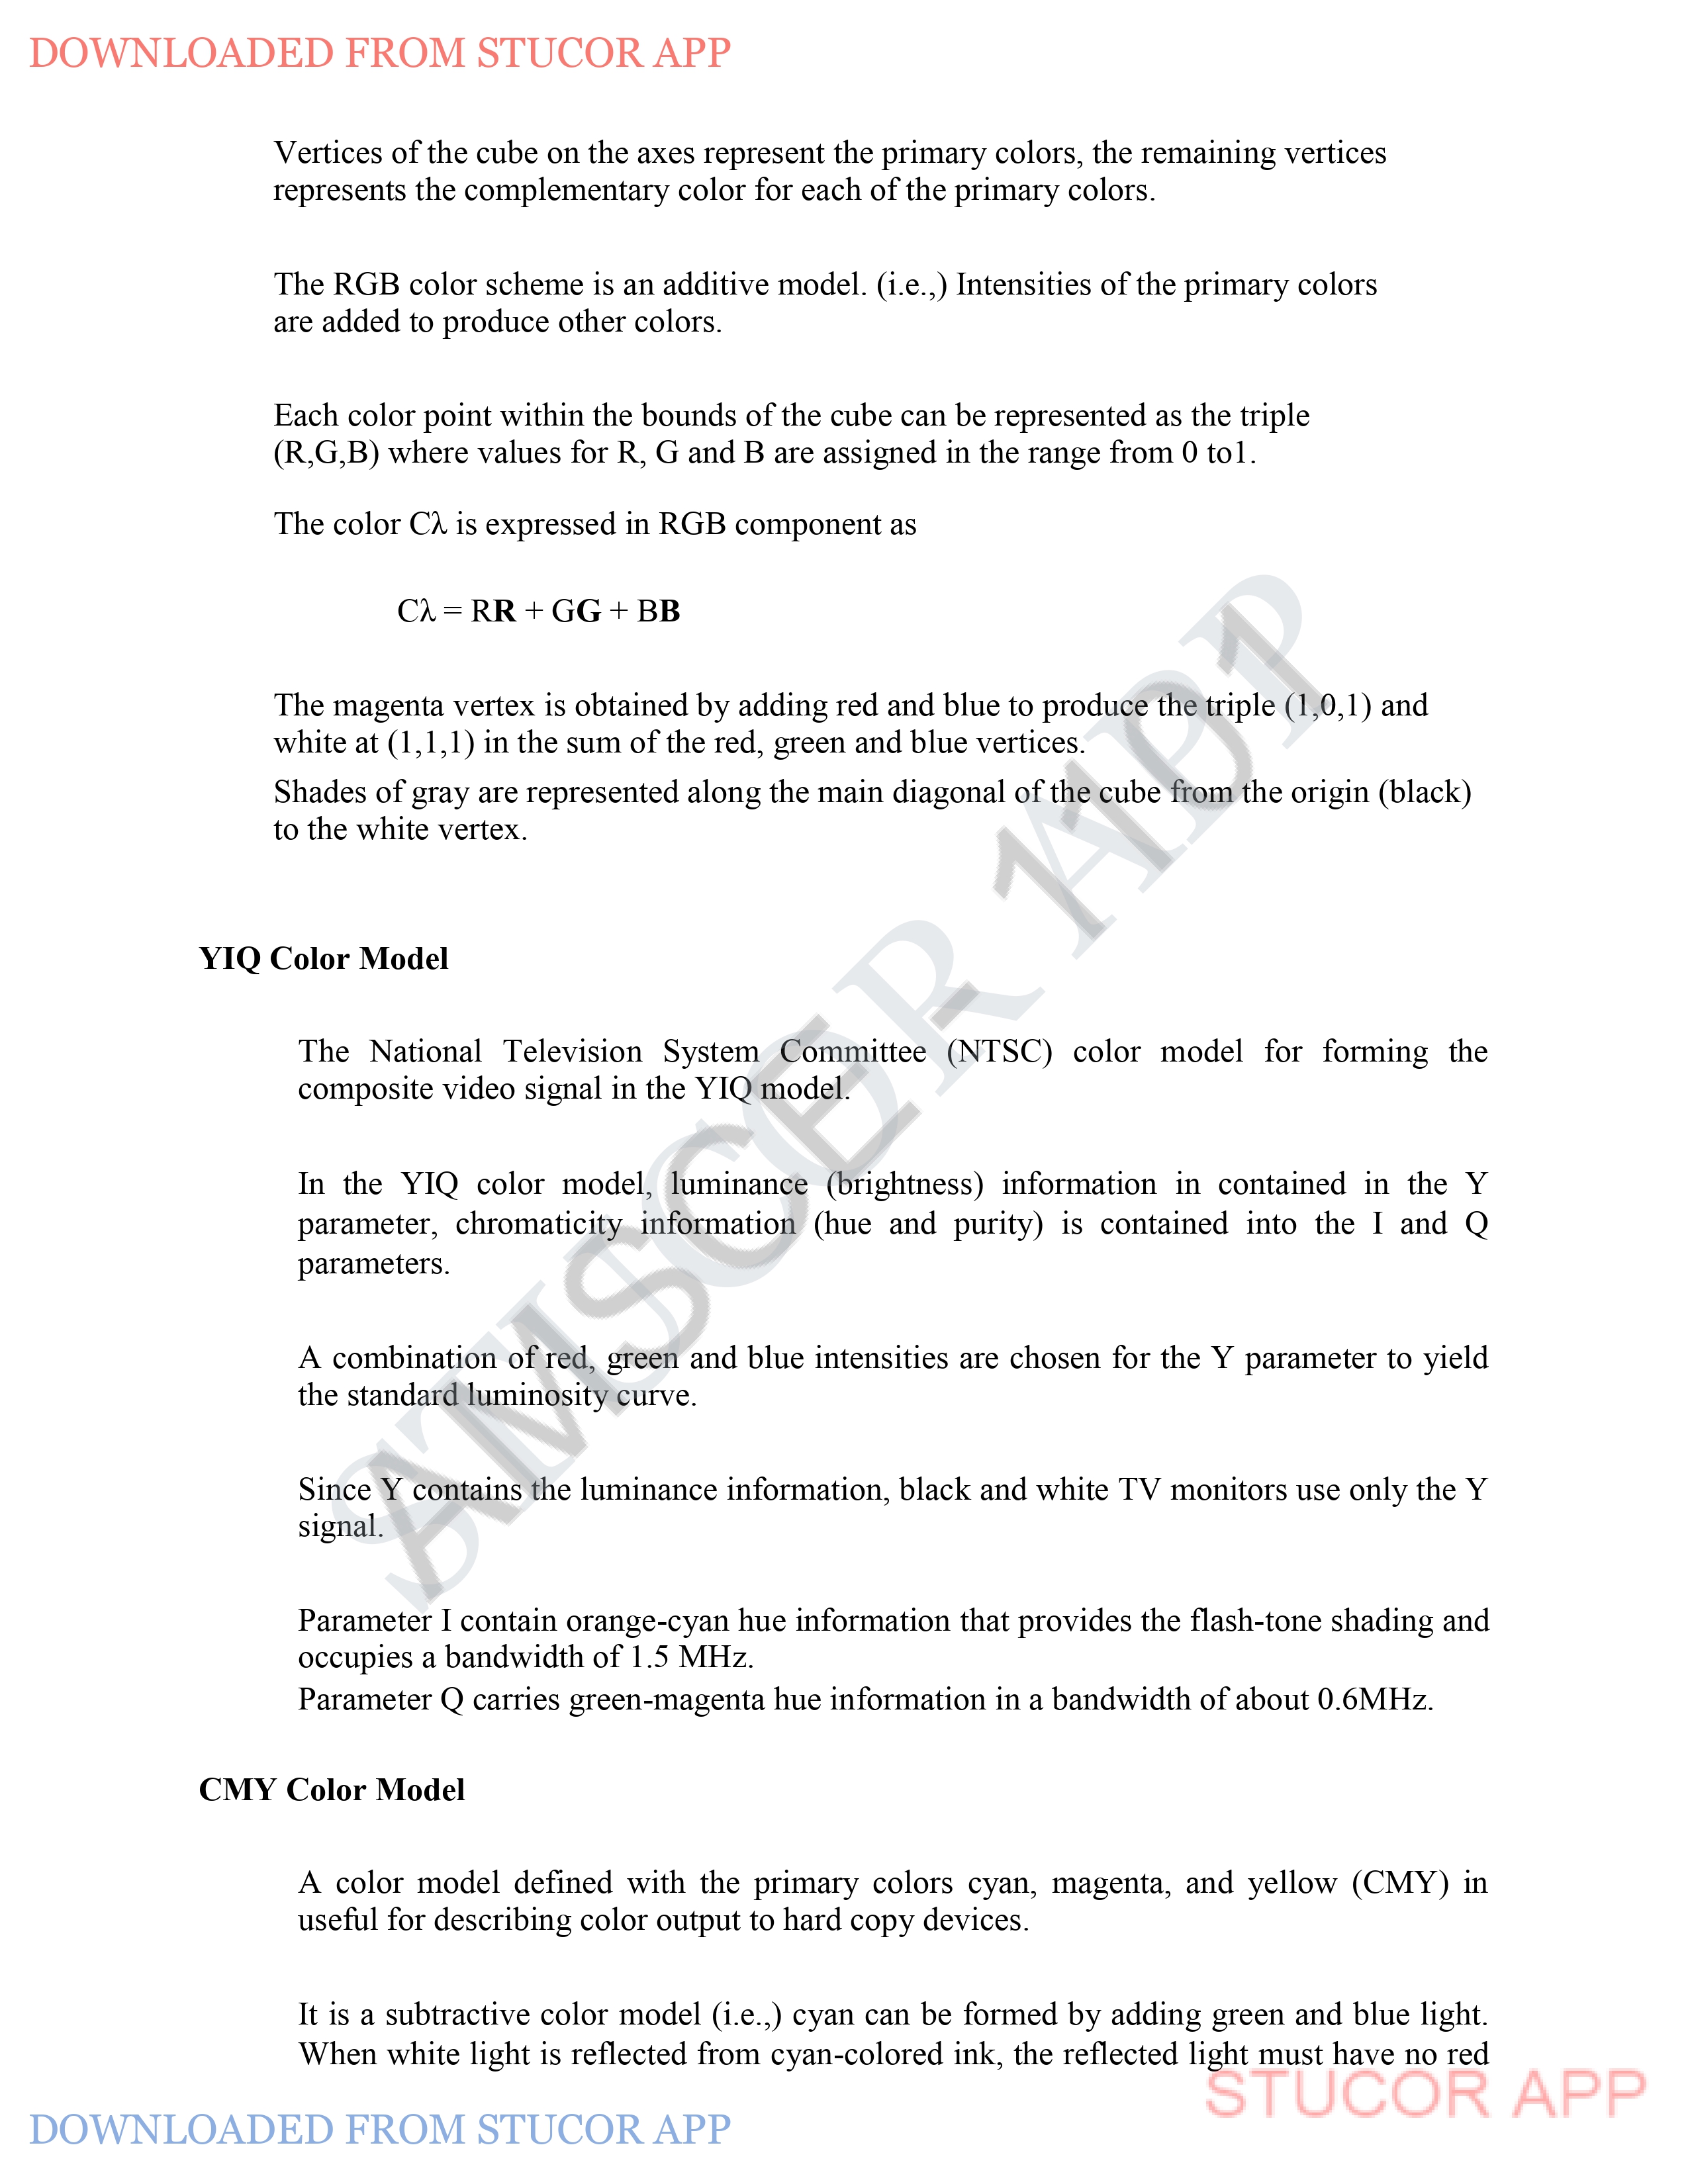 DOWNLOADED FROM STUCOR APP
Vertices of the cube on the axes represent the primary colors, the remaining vertices
represents the complementary color for each of the primary colors.
The RGB color scheme is an additive model. (i.e.,) Intensities of the primary colors
are added to produce other colors.
Each color point within the bounds of the cube can be represented as the triple
(R,G,B) where values for R, G and B are assigned in the range from 0 to1.
The color Cλ is expressed in RGB component as
Cλ = RR + GG + BB
The magenta vertex is obtained by adding red and blue to produce the triple (1,0,1) and
white at (1,1,1) in the sum of the red, green and blue vertices.
Shades of gray are represented along the main diagonal of the cube from the origin (black)
to the white vertex.
YIQ Color Model
The National Television System Committee (NTSC) color model for forming the
composite video signal in the YIQ model.
In the YIQ color model, luminance (brightness) information in contained in the Y
parameter, chromaticity information (hue and purity) is contained into the I and Q
parameters.
A combination of red, green and blue intensities are chosen for the Y parameter to yield
the standard luminosity curve.
Since Y contains the luminance information, black and white TV monitors use only the Y
signal.
Parameter I contain orange-cyan hue information that provides the flash-tone shading and
occupies a bandwidth of 1.5 MHz.
Parameter Q carries green-magenta hue information in a bandwidth of about 0.6MHz.
CMY Color Model
A color model defined with the primary colors cyan, magenta, and yellow (CMY) in
useful for describing color output to hard copy devices.
It is a subtractive color model (i.e.,) cyan can be formed by adding green and blue light.
When white light is reflected from cyan-colored ink, the reflected light must have no red
STUCOR APP
DOWNLOADED FROM STUCOR APP
STUCOR APP
AMSCE-1101